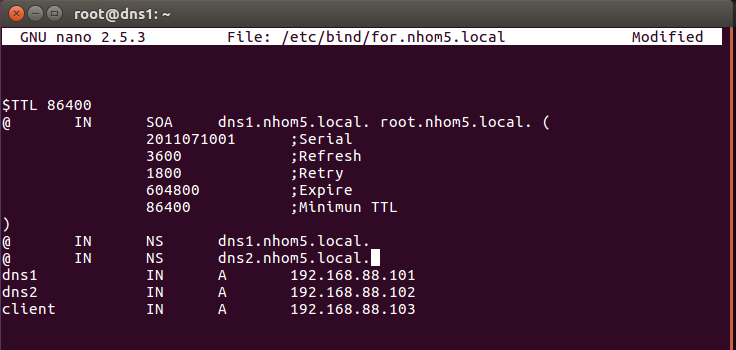 root@dns1: ~
GNU nano 2.5.3 File: /etc/bind/for.nhom5.local Modified
$TTL 86400
@ IN SOA dns1.nhom5.local. root.nhom5.local. (
2011071001 ;Serial
3600 ;Refresh
1800 ;Retry
604800 ;Expire
86400 ;Minimun TTL
)
@ IN NS dns1.nhom5.local.
@ IN NS dns2.nhom5.local.
dns1 IN A 192.168.88.101
dns2 IN A 192.168.88.102
client IN A 192.168.88.103